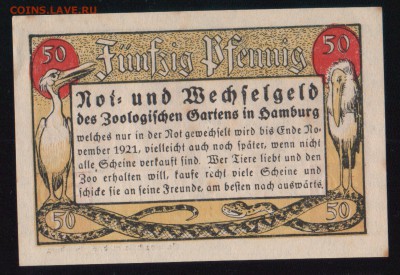 COINS.LAVE.RU
50 Fünfzig Pfennig 50
Not- und Wechselgeld
des Zoologischen Gartens in Hamburg
welches nur in der Not gewechselt wird bis Ende No-
vember 1921, vielleicht auch noch später, wenn nicht
alle Scheine verkauft sind. Wer Tiere liebt und den
Zoo erhalten will, kaufe recht viele Scheine und
schicke sie an seine Freunde, am besten nach auswärts.
50 50